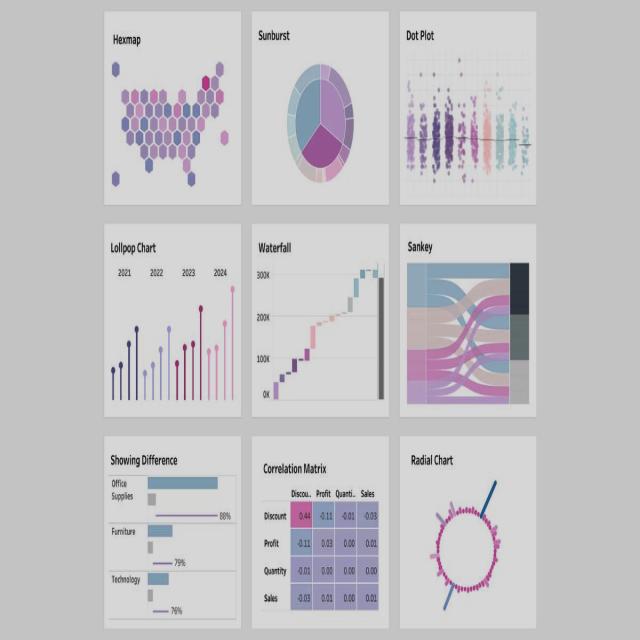 Hexmap
Sunburst
Dot Plot
Lollpop Chart
2021 2022 2023 2024
Waterfall
300K
200K
100K
0K
Sankey
Showing Difference
Office
Supplies
88%
Furniture
79%
Technology
76%
Correlation Matrix
Discou.. Profit Quanti.. Sales
Discount 0.44 -0.11 -0.01 -0.03
Profit -0.11 0.03 0.00 0.01
Quantity -0.01 0.00 0.00 0.00
Sales -0.03 0.01 0.00 0.01
Radial Chart